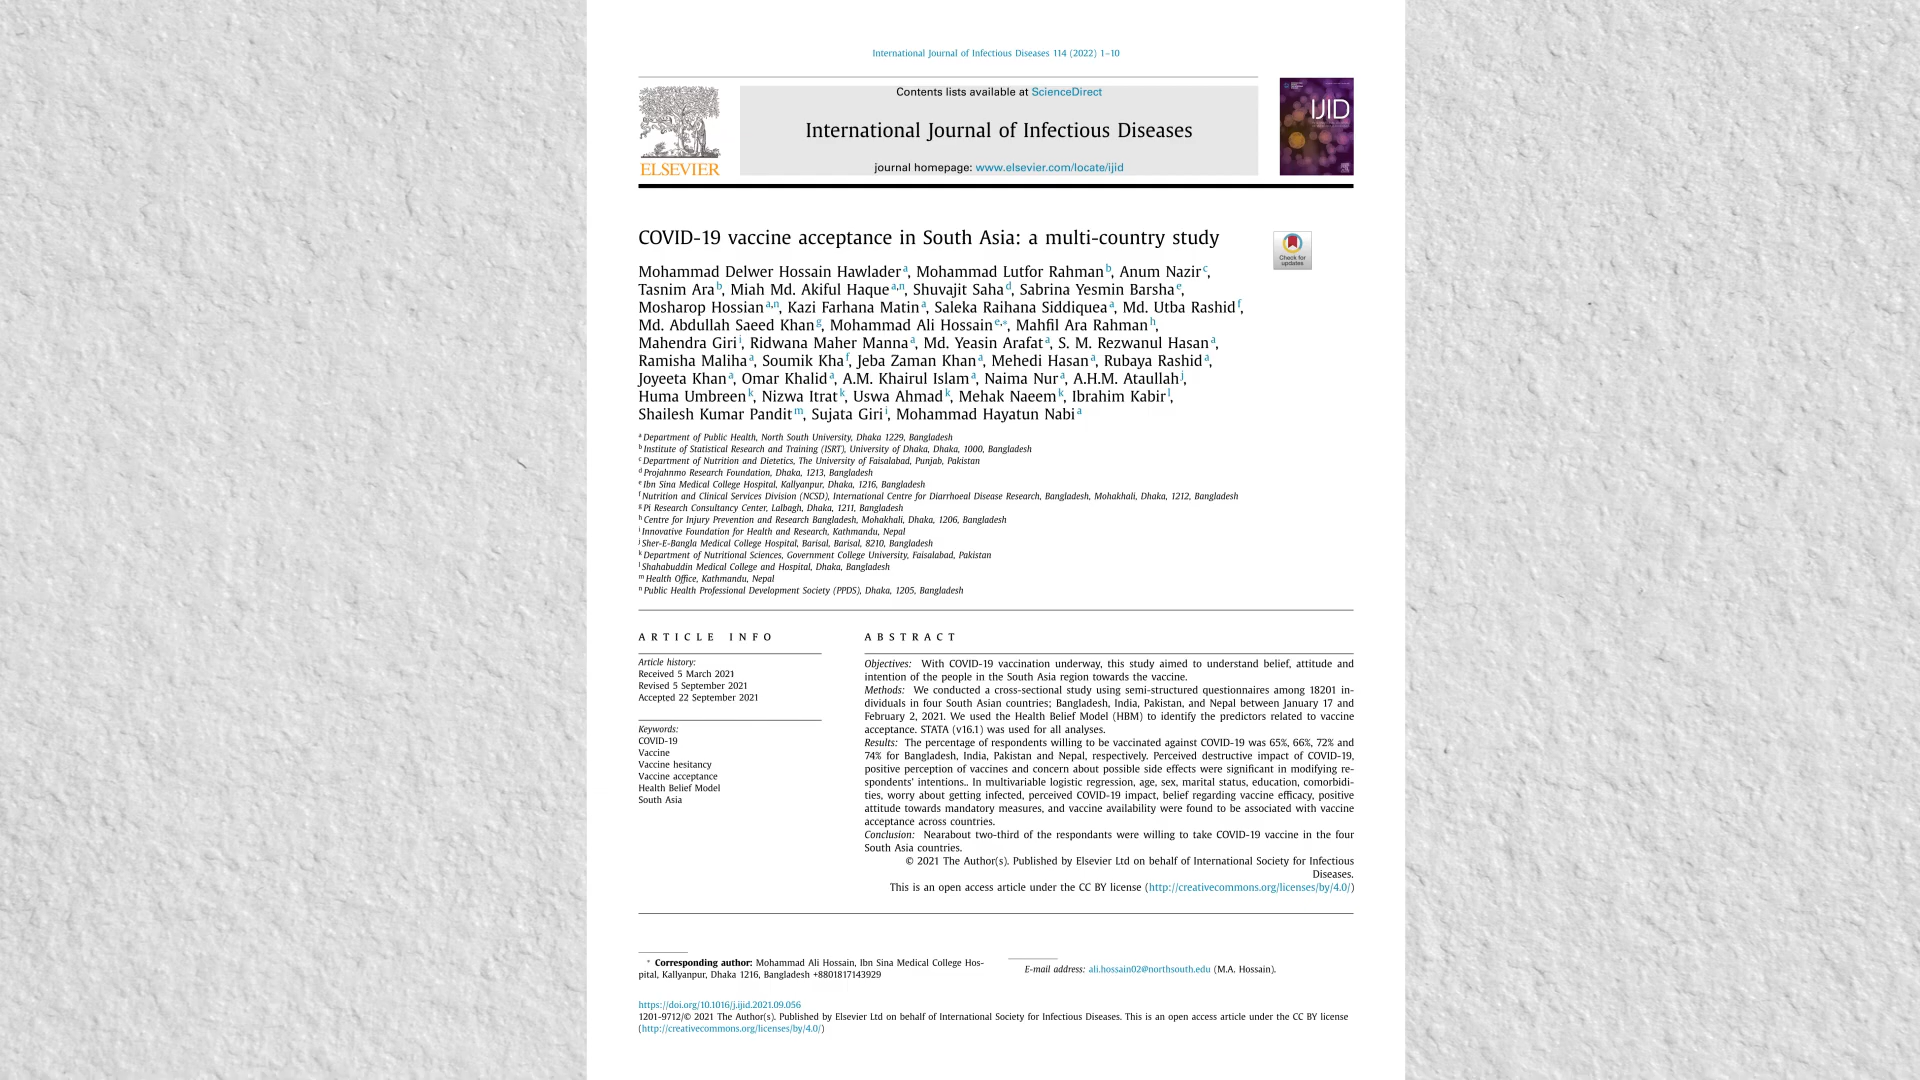 International Journal of Infectious Diseases 114 (2022) 1–10
Contents lists available at ScienceDirect
International Journal of Infectious Diseases
journal homepage: www.elsevier.com/locate/ijid
ELSEVIER
IJID
COVID-19 vaccine acceptance in South Asia: a multi-country study
Check for
updates
Mohammad Delwer Hossain Hawlader a, Mohammad Lutfor Rahman b, Anum Nazir c,
Tasnim Ara b, Miah Md. Akiful Haque a,n, Shuvajit Saha d, Sabrina Yesmin Barsha e,
Mosharop Hossian a,n, Kazi Farhana Matin a, Saleka Raihana Siddiquea a, Md. Utba Rashid f,
Md. Abdullah Saeed Khan g, Mohammad Ali Hossain e,*, Mahfil Ara Rahman h,
Mahendra Giri i, Ridwana Maher Manna a, Md. Yeasin Arafat a, S. M. Rezwanul Hasan a,
Ramisha Maliha a, Soumik Kha f, Jeba Zaman Khan a, Mehedi Hasan a, Rubaya Rashid a,
Joyeeta Khan a, Omar Khalid a, A.M. Khairul Islam a, Naima Nur a, A.H.M. Ataullah j,
Huma Umbreen k, Nizwa Itrat k, Uswa Ahmad k, Mehak Naeem k, Ibrahim Kabir l,
Shailesh Kumar Pandit m, Sujata Giri i, Mohammad Hayatun Nabi a
a Department of Public Health, North South University, Dhaka 1229, Bangladesh
b Institute of Statistical Research and Training (ISRT), University of Dhaka, Dhaka, 1000, Bangladesh
c Department of Nutrition and Dietetics, The University of Faisalabad, Punjab, Pakistan
d Projahnmo Research Foundation, Dhaka, 1213, Bangladesh
e Ibn Sina Medical College Hospital, Kallyanpur, Dhaka, 1216, Bangladesh
f Nutrition and Clinical Services Division (NCSD), International Centre for Diarrhoeal Disease Research, Bangladesh, Mohakhali, Dhaka, 1212, Bangladesh
g Pi Research Consultancy Center, Lalbagh, Dhaka, 1211, Bangladesh
h Centre for Injury Prevention and Research Bangladesh, Mohakhali, Dhaka, 1206, Bangladesh
i Innovative Foundation for Health and Research, Kathmandu, Nepal
j Sher-E-Bangla Medical College Hospital, Barisal, Barisal, 8210, Bangladesh
k Department of Nutritional Sciences, Government College University, Faisalabad, Pakistan
l Shahabuddin Medical College and Hospital, Dhaka, Bangladesh
m Health Office, Kathmandu, Nepal
n Public Health Professional Development Society (PPDS), Dhaka, 1205, Bangladesh
ARTICLE INFO
Article history:
Received 5 March 2021
Revised 5 September 2021
Accepted 22 September 2021
Keywords:
COVID-19
Vaccine
Vaccine hesitancy
Vaccine acceptance
Health Belief Model
South Asia
ABSTRACT
Objectives: With COVID-19 vaccination underway, this study aimed to understand belief, attitude and
intention of the people in the South Asia region towards the vaccine.
Methods: We conducted a cross-sectional study using semi-structured questionnaires among 18201 in-
dividuals in four South Asian countries; Bangladesh, India, Pakistan, and Nepal between January 17 and
February 2, 2021. We used the Health Belief Model (HBM) to identify the predictors related to vaccine
acceptance. STATA (v16.1) was used for all analyses.
Results: The percentage of respondents willing to be vaccinated against COVID-19 was 65%, 66%, 72% and
74% for Bangladesh, India, Pakistan and Nepal, respectively. Perceived destructive impact of COVID-19,
positive perception of vaccines and concern about possible side effects were significant in modifying re-
spondents' intentions.. In multivariable logistic regression, age, sex, marital status, education, comorbidi-
ties, worry about getting infected, perceived COVID-19 impact, belief regarding vaccine efficacy, positive
attitude towards mandatory measures, and vaccine availability were found to be associated with vaccine
acceptance across countries.
Conclusion: Nearabout two-third of the respondants were willing to take COVID-19 vaccine in the four
South Asia countries.
© 2021 The Author(s). Published by Elsevier Ltd on behalf of International Society for Infectious
Diseases.
This is an open access article under the CC BY license (http://creativecommons.org/licenses/by/4.0/)
* Corresponding author: Mohammad Ali Hossain, Ibn Sina Medical College Hos-
pital, Kallyanpur, Dhaka 1216, Bangladesh +8801817143929
E-mail address: ali.hossain02@northsouth.edu (M.A. Hossain).
https://doi.org/10.1016/j.ijid.2021.09.056
1201-9712/© 2021 The Author(s). Published by Elsevier Ltd on behalf of International Society for Infectious Diseases. This is an open access article under the CC BY license
(http://creativecommons.org/licenses/by/4.0/)